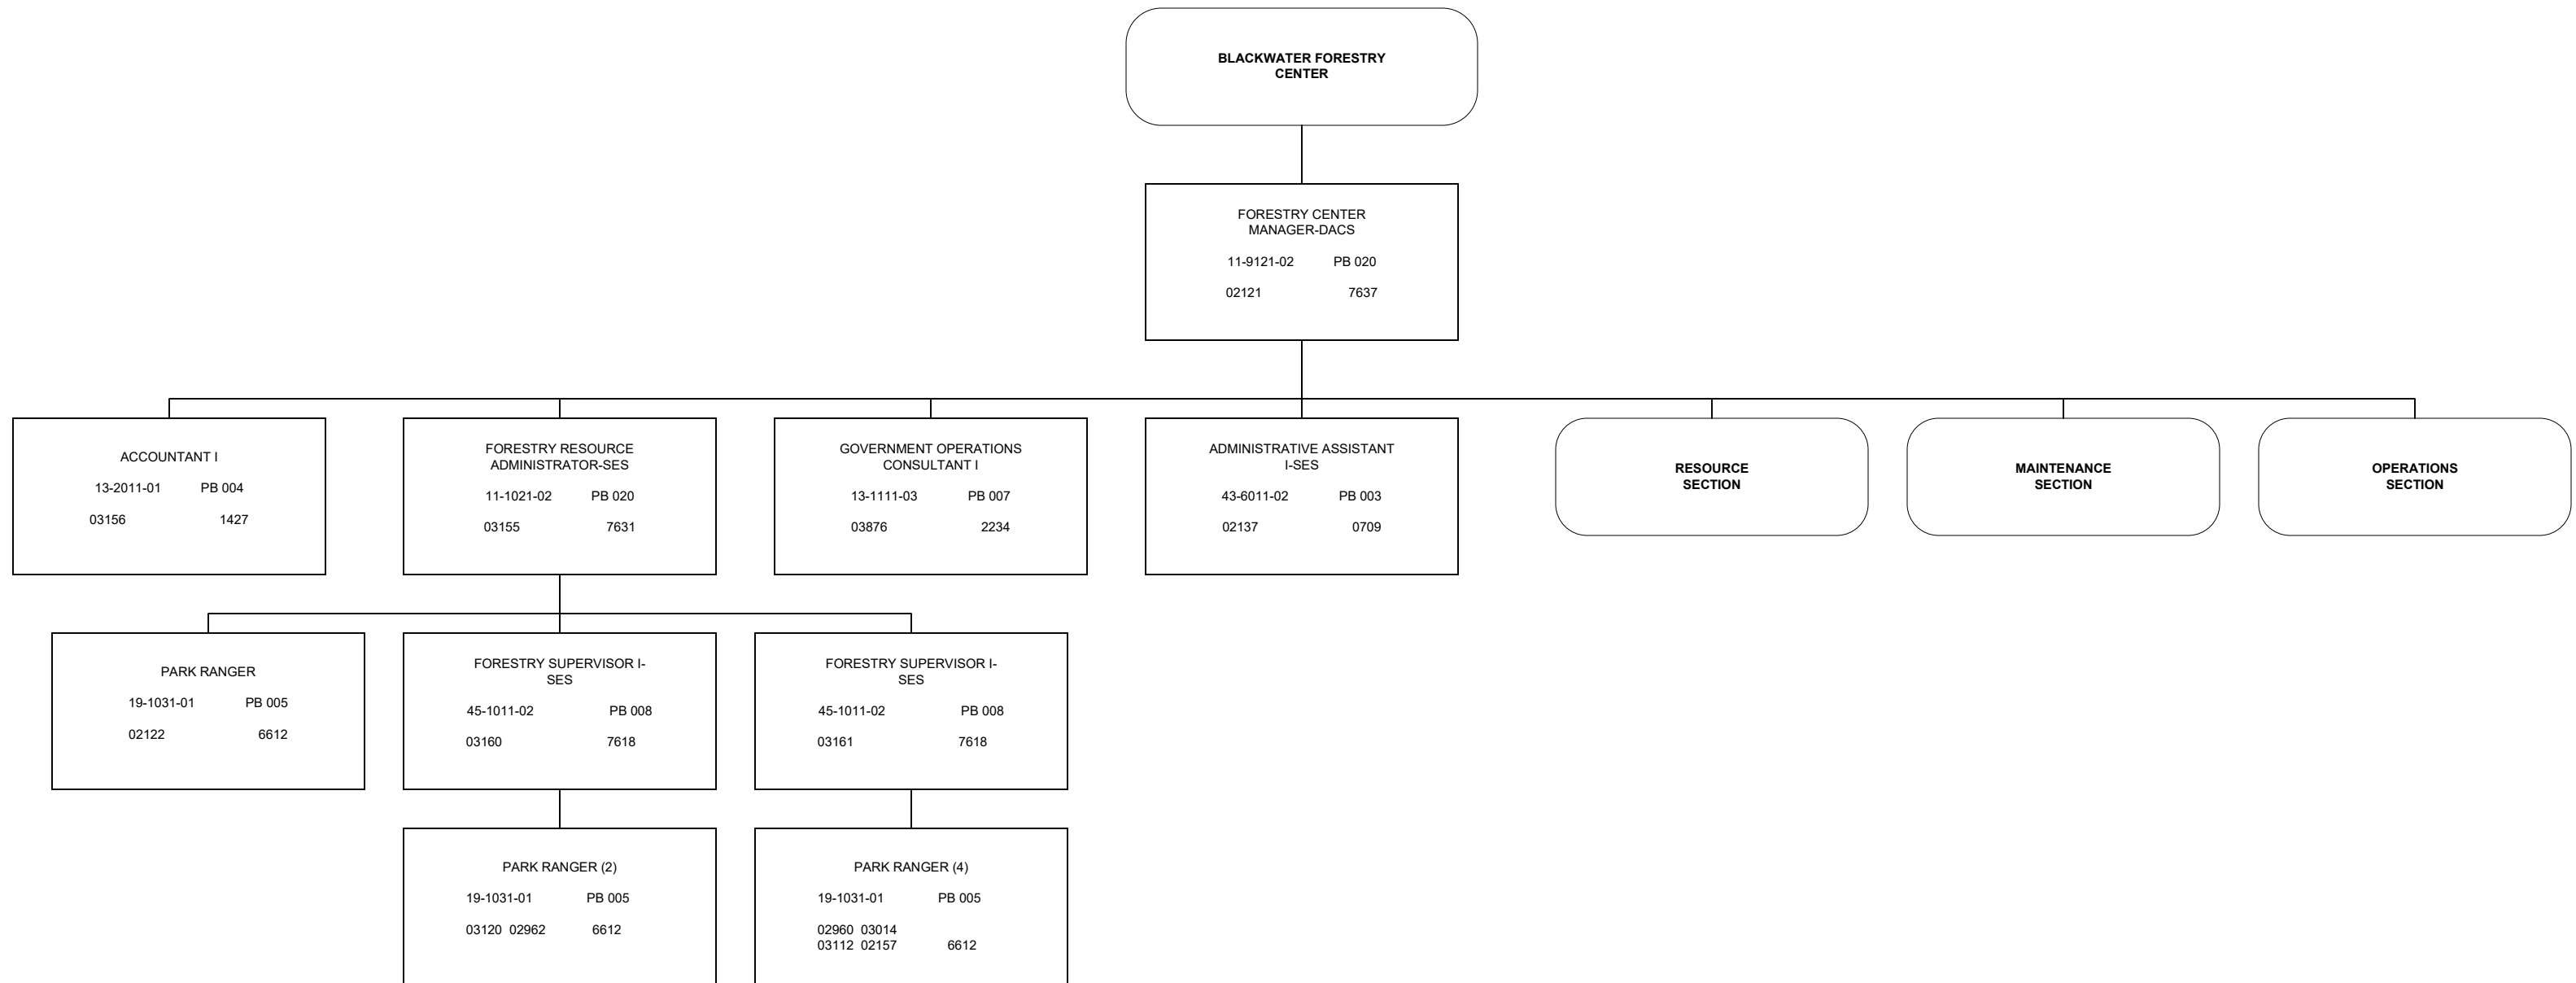 BLACKWATER FORESTRY
CENTER
FORESTRY CENTER
MANAGER-DACS
11-9121-02 PB 020
02121 7637
ACCOUNTANT I
13-2011-01 PB 004
03156 1427
FORESTRY RESOURCE
ADMINISTRATOR-SES
11-1021-02 PB 020
03155 7631
GOVERNMENT OPERATIONS
CONSULTANT I
13-1111-03 PB 007
03876 2234
ADMINISTRATIVE ASSISTANT
I-SES
43-6011-02 PB 003
02137 0709
RESOURCE
SECTION
MAINTENANCE
SECTION
OPERATIONS
SECTION
PARK RANGER
19-1031-01 PB 005
02122 6612
FORESTRY SUPERVISOR I-
SES
45-1011-02 PB 008
03160 7618
FORESTRY SUPERVISOR I-
SES
45-1011-02 PB 008
03161 7618
PARK RANGER (2)
19-1031-01 PB 005
03120 02962 6612
PARK RANGER (4)
19-1031-01 PB 005
02960 03014
03112 02157 6612